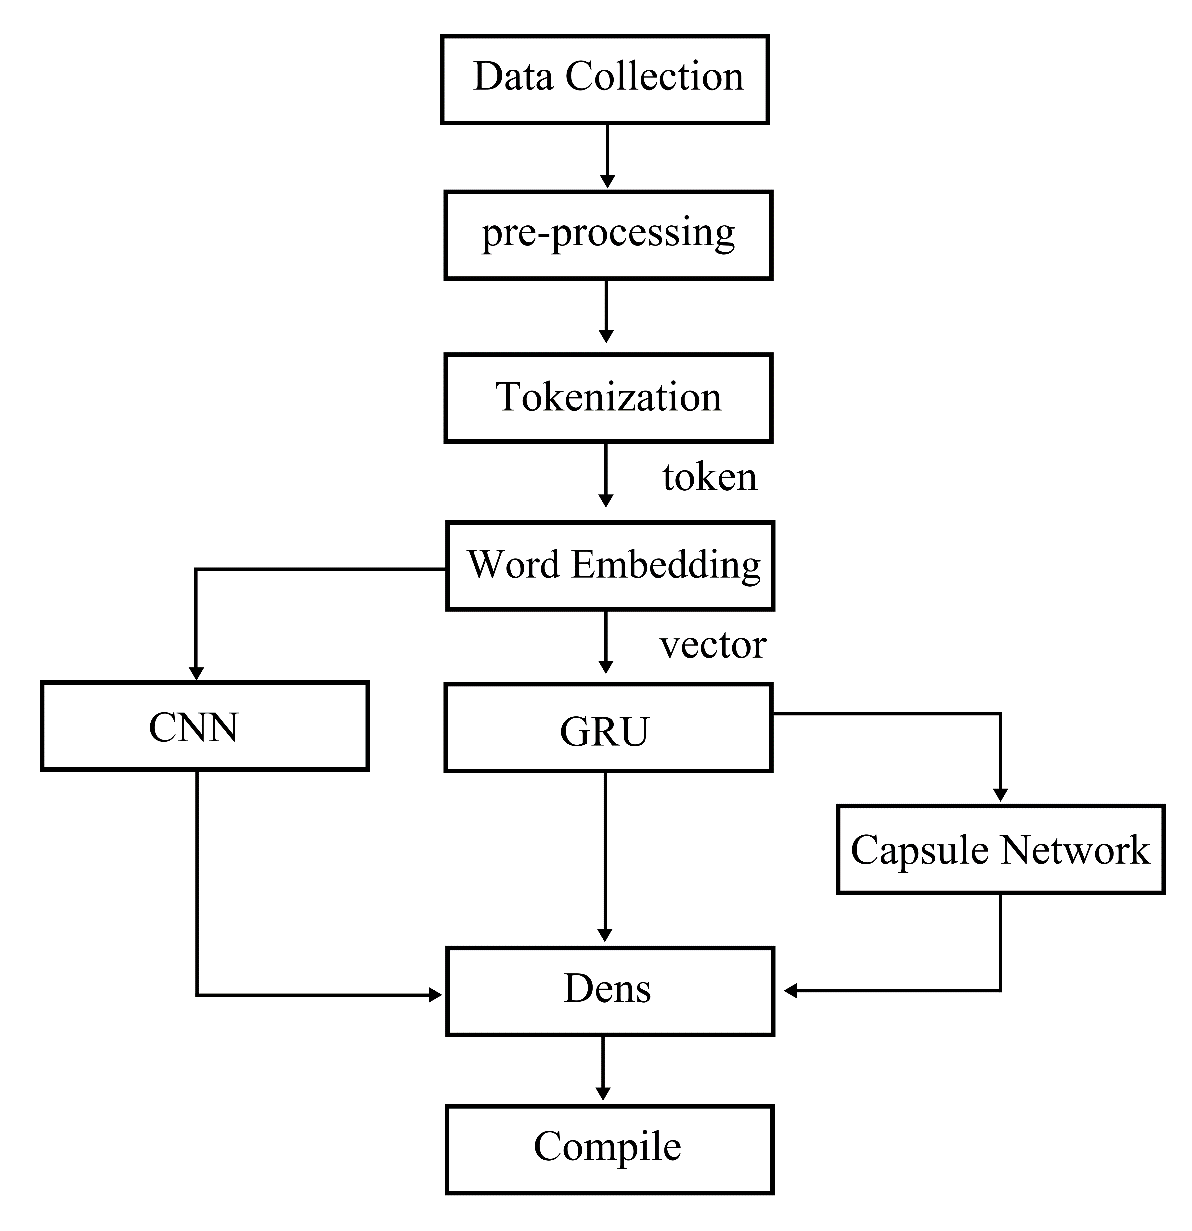 Data Collection
pre-processing
Tokenization
token
Word Embedding
vector
CNN
GRU
Capsule Network
Dens
Compile